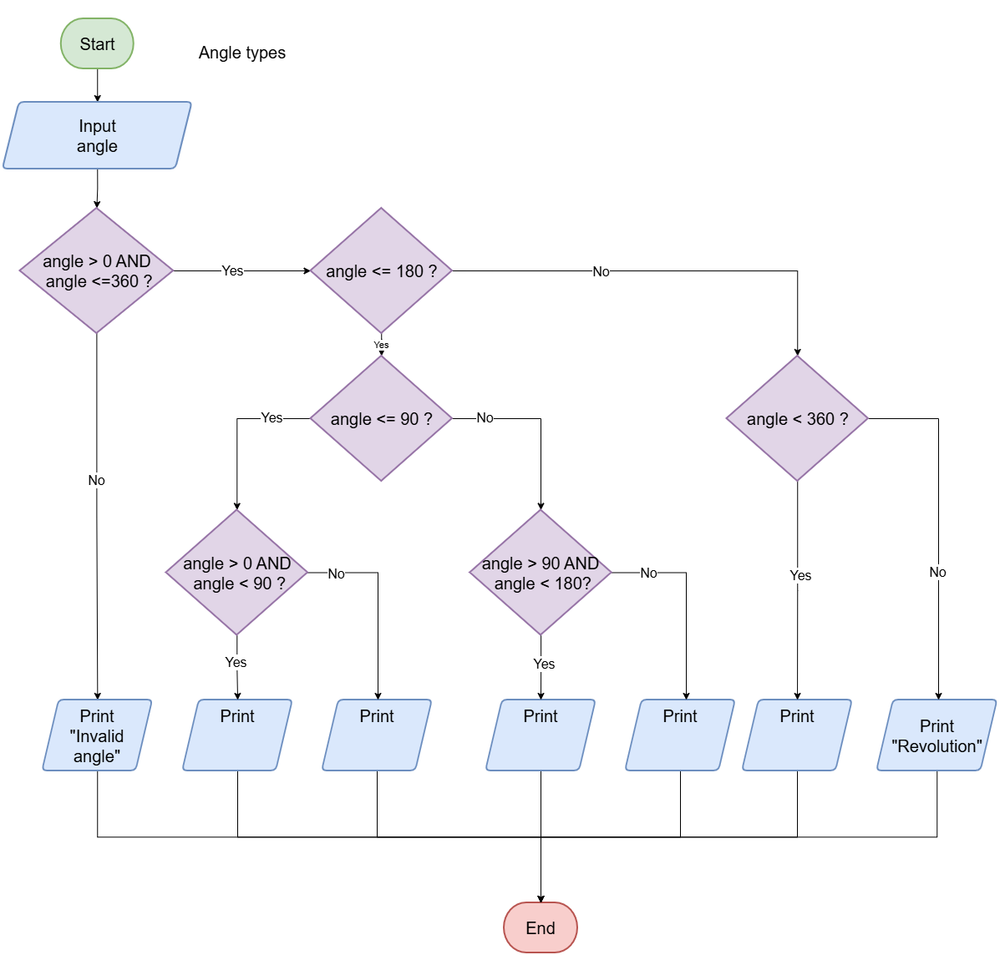 Start
Angle types
Input
angle
angle > 0 AND
angle <=360 ?
Yes
angle <= 180 ?
No
Yes
Yes
angle <= 90 ?
No
angle < 360 ?
No
angle > 0 AND
angle < 90 ?
No
angle > 90 AND
angle < 180?
No
Yes
No
Yes
Yes
Print
"Invalid
angle"
Print
Print
Print
Print
Print
Print
"Revolution"
End